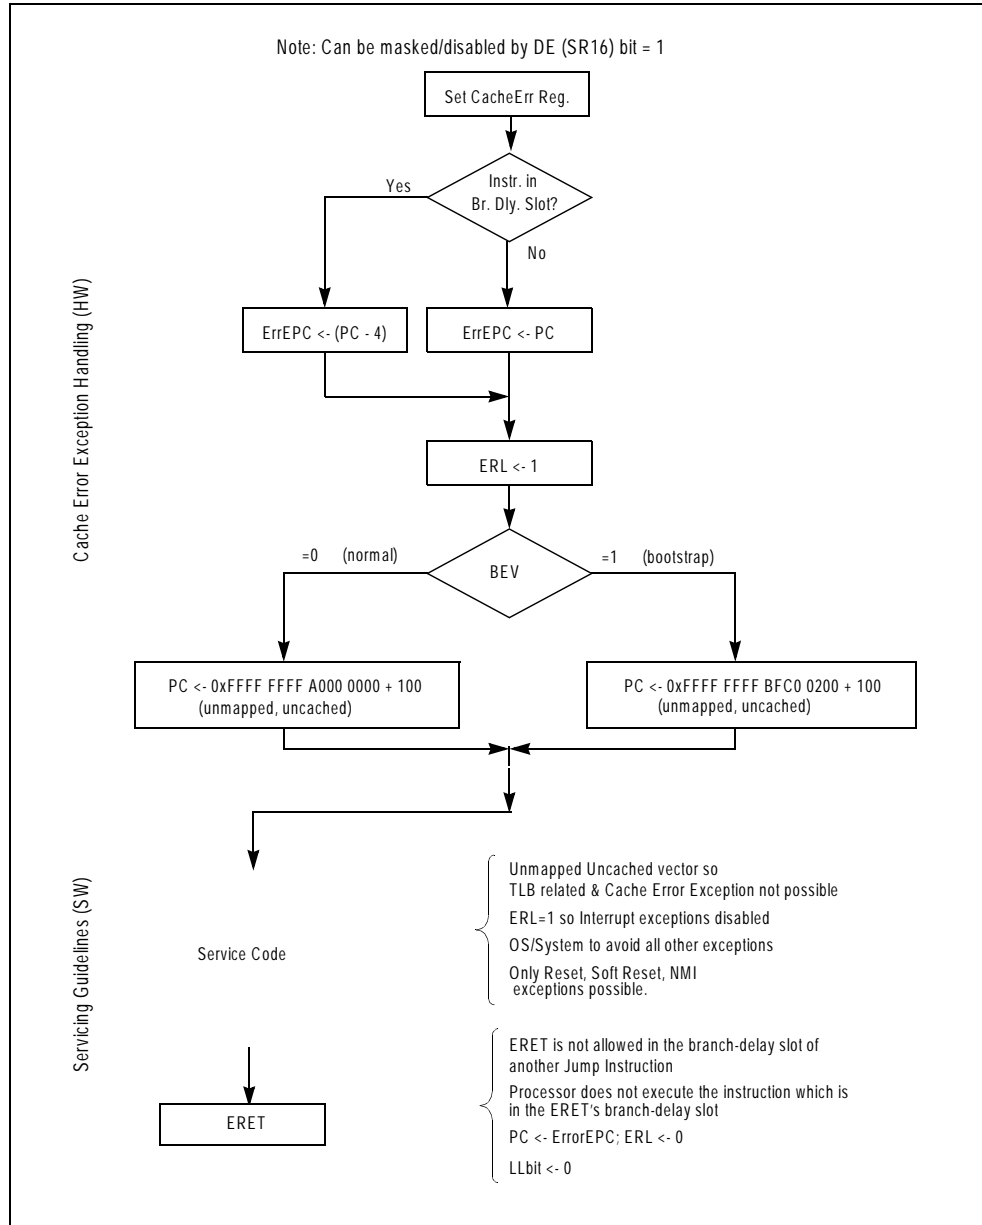 Note: Can be masked/disabled by DE (SR16) bit = 1
Set CacheErr Reg.
Instr. in
Br. Dly. Slot?
Yes
No
ErrEPC <- (PC - 4)
ErrEPC <- PC
Cache Error Exception Handling (HW)
ERL <- 1
=0 (normal)
BEV
=1 (bootstrap)
PC <- 0xFFFF FFFF A000 0000 + 100
(unmapped, uncached)
PC <- 0xFFFF FFFF BFC0 0200 + 100
(unmapped, uncached)
Servicing Guidelines (SW)
Service Code
Unmapped Uncached vector so
TLB related & Cache Error Exception not possible
ERL=1 so Interrupt exceptions disabled
OS/System to avoid all other exceptions
Only Reset, Soft Reset, NMI
exceptions possible.
ERET
ERET is not allowed in the branch-delay slot of
another Jump Instruction
Processor does not execute the instruction which is
in the ERET's branch-delay slot
PC <- ErrorEPC; ERL <- 0
LLbit <- 0